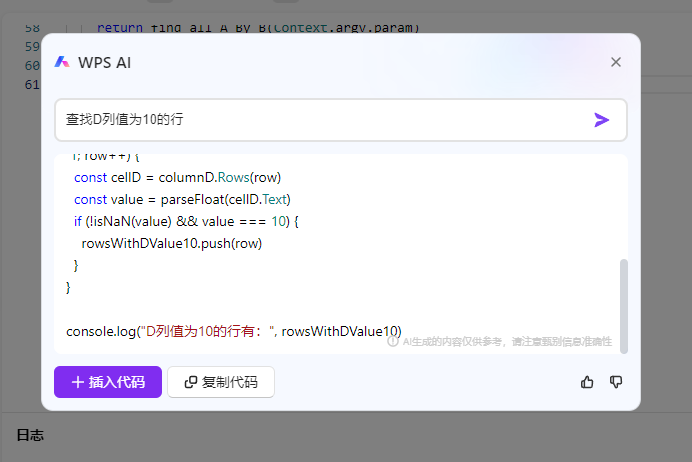 58 return find_all_A_By_B(Context.argv.param)
59
60
61
WPS AI
查找D列值为10的行
1; row++) {
const cellD = columnD.Rows(row)
const value = parseFloat(cellD.Text)
if (!isNaN(value) && value === 10) {
rowsWithDValue10.push(row)
}
}
console.log("D列值为10的行有：", rowsWithDValue10)
AI生成的内容仅供参考，请注意甄别信息准确性
插入代码
复制代码
日志